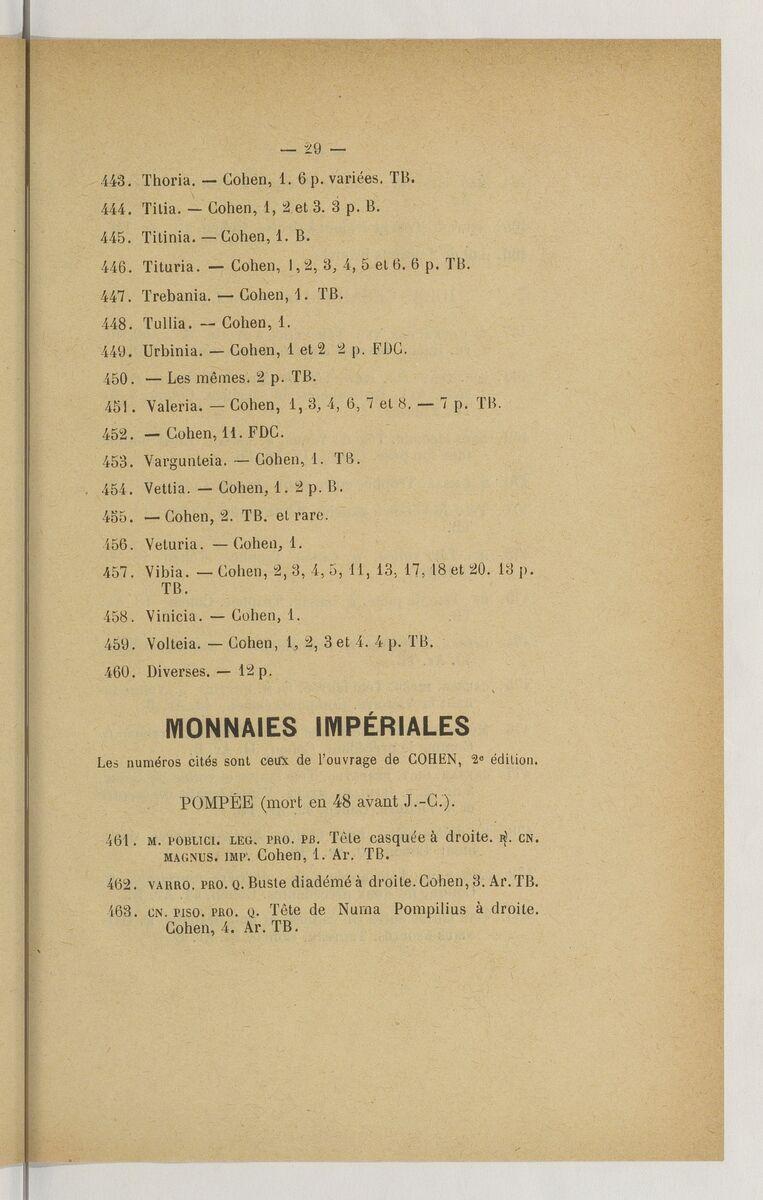 — 29 —
443. Thoria. — Cohen, 1. 6 p. variées. TB.
444. Titia. — Cohen, 1, 2 et 3. 3 p. B.
445. Titinia. — Cohen, 1. B.
446. Tituria. — Cohen, 1, 2, 3, 4, 5 et 6. 6 p. TB.
447. Trebania. — Cohen, 1. TB.
448. Tullia. — Cohen, 1.
449. Urbinia. — Cohen, 1 et 2 2 p. FDC.
450. — Les mêmes. 2 p. TB.
451. Valeria. — Cohen, 1, 3, 4, 6, 7 et 8. — 7 p. TB.
452. — Cohen, 11. FDC.
453. Vargunteia. — Cohen, 1. TB.
454. Vettia. — Cohen, 1. 2 p. B.
455. — Cohen, 2. TB. et rare.
456. Veturia. — Cohen, 1.
457. Vibia. — Cohen, 2, 3, 4, 5, 11, 13, 17, 18 et 20. 13 p.
TB.
458. Vinicia. — Cohen, 1.
459. Volteia. — Cohen, 1, 2, 3 et 4. 4 p. TB.
460. Diverses. — 12 p.
MONNAIES IMPÉRIALES
Les numéros cités sont ceux de l'ouvrage de COHEN, 2e édition.
POMPÉE (mort en 48 avant J.-C.).
461. M. POBLICI. LEG. PRO. PB. Tête casquée à droite. ℟. CN.
MAGNUS. IMP. Cohen, 1. Ar. TB.
462. VARRO. PRO. Q. Buste diadémé à droite. Cohen, 3. Ar. TB.
463. CN. PISO. PRO. Q. Tête de Numa Pompilius à droite.
Cohen, 4. Ar. TB.